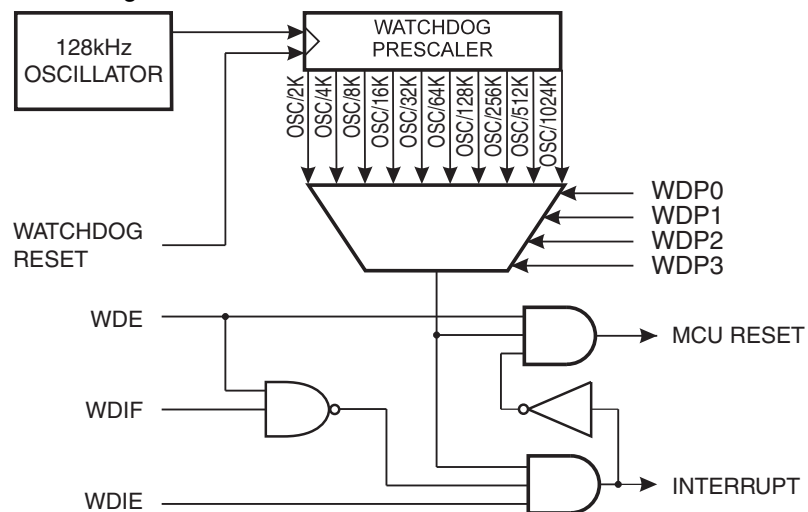 128kHz
OSCILLATOR
WATCHDOG
PRESCALER
OSC/2K
OSC/4K
OSC/8K
OSC/16K
OSC/32K
OSC/64K
OSC/128K
OSC/256K
OSC/512K
OSC/1024K
WATCHDOG
RESET
WDP0
WDP1
WDP2
WDP3
WDE
MCU RESET
WDIF
INTERRUPT
WDIE